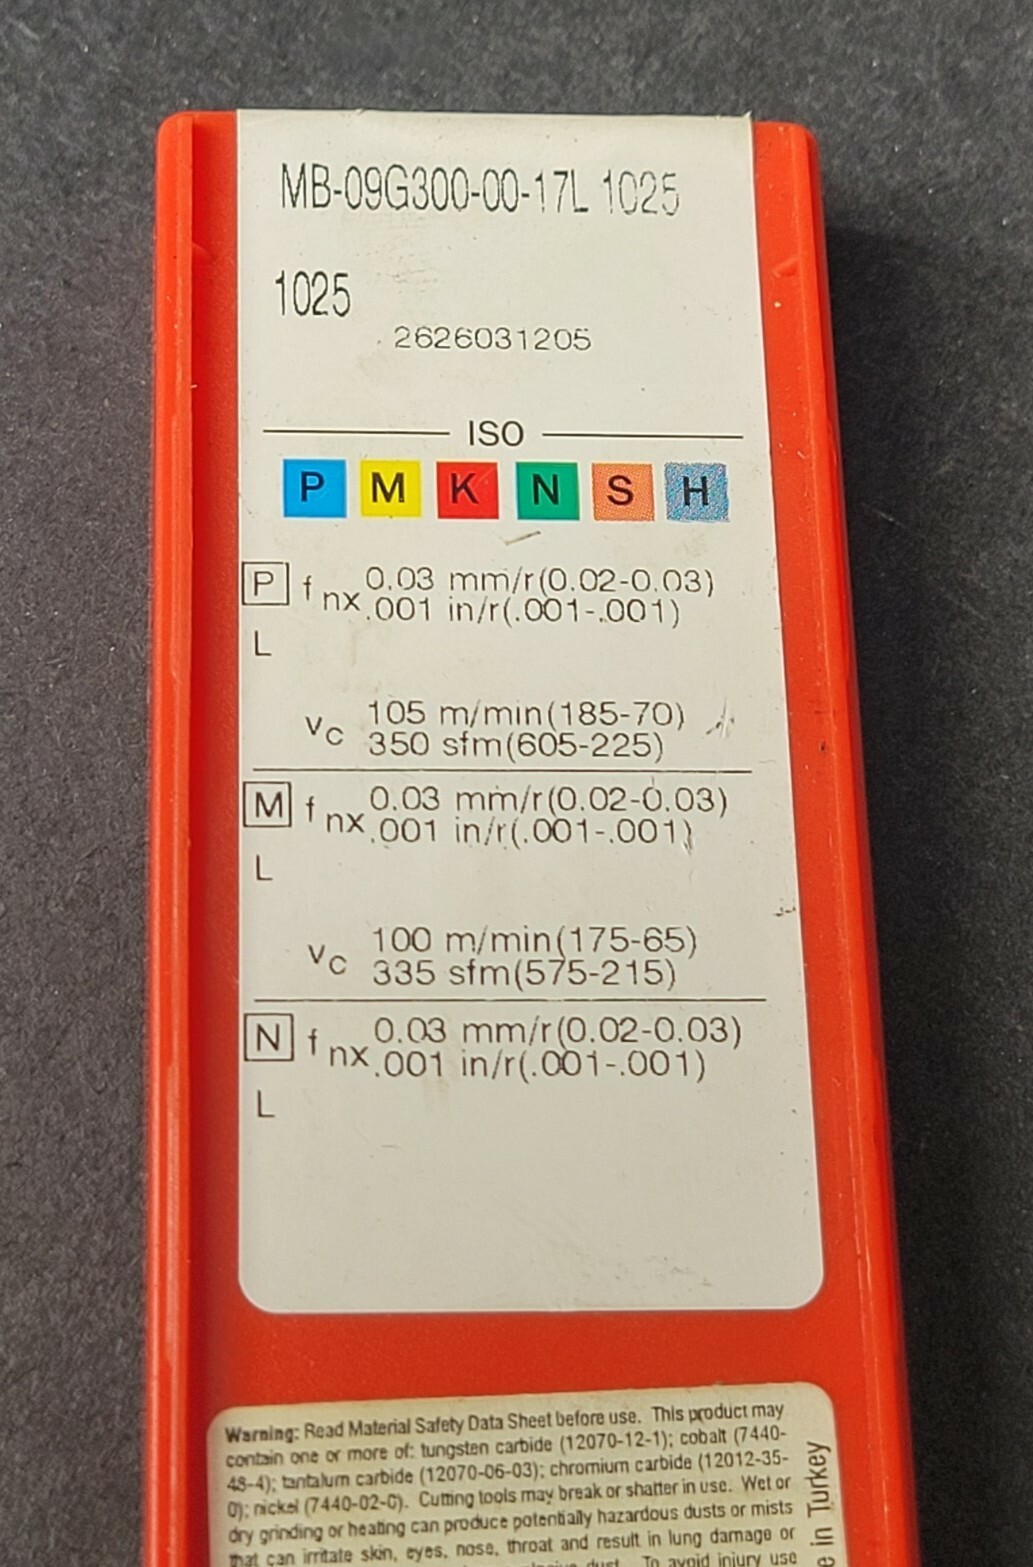 MB-09G300-00-17L 1025
1025
2626031205
ISO
P M K N S H
P f nx 0.03 mm/r(0.02-0.03)
.001 in/r(.001-.001)
L
vc 105 m/min(185-70)
350 sfm(605-225)
M f nx 0.03 mm/r(0.02-0.03)
.001 in/r(.001-.001)
L
vc 100 m/min(175-65)
335 sfm(575-215)
N f nx 0.03 mm/r(0.02-0.03)
.001 in/r(.001-.001)
L
Warning: Read Material Safety Data Sheet before use. This product may
contain one or more of: tungsten carbide (12070-12-1); cobalt (7440-
48-4); tantalum carbide (12070-06-03); chromium carbide (12012-35-
0); nickel (7440-02-0). Cutting tools may break or shatter in use. Wet or
dry grinding or heating can produce potentially hazardous dusts or mists
that can irritate skin, eyes, nose, throat and result in lung damage or
dust. To avoid injury use
in Turkey